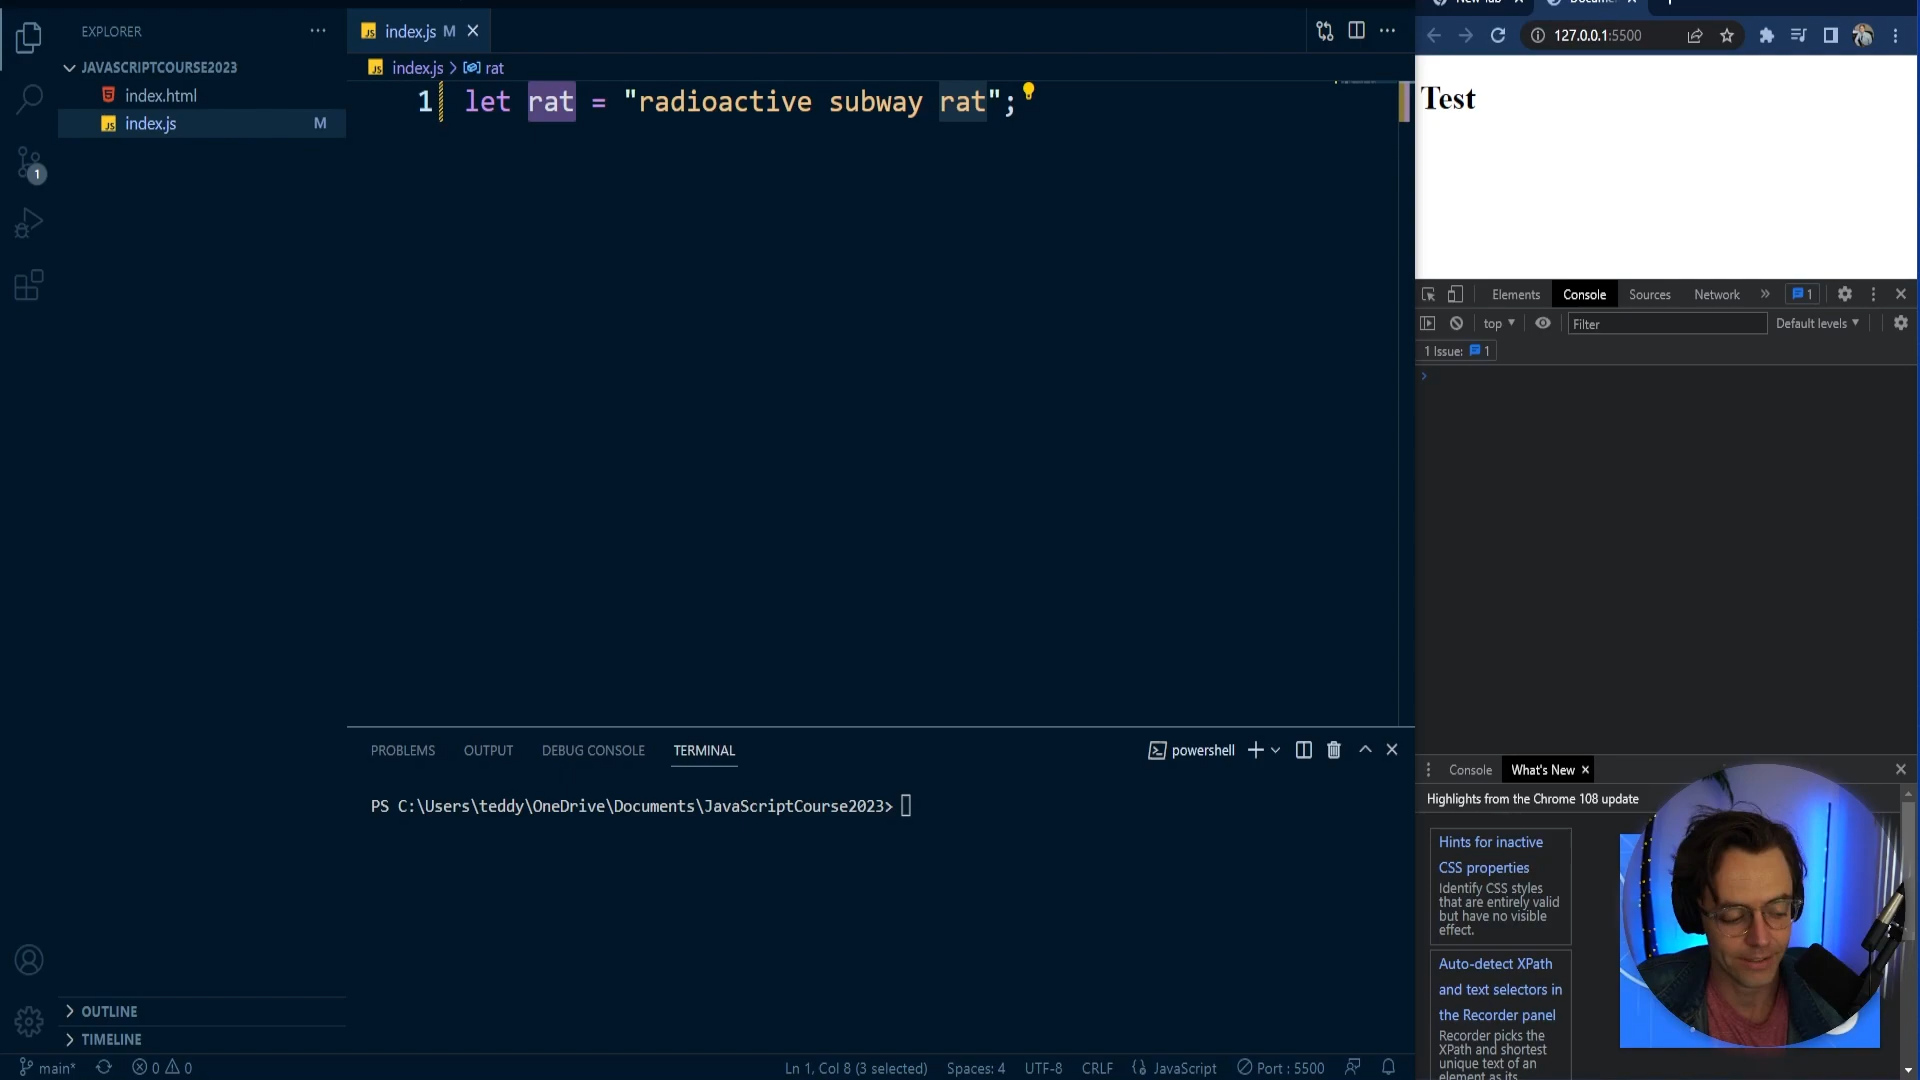 EXPLORER
JAVASCRIPTCOURSE2023
index.html
index.js M
1
OUTLINE
TIMELINE
index.js M
index.js > rat
1 let rat = "radioactive subway rat";
PROBLEMS OUTPUT DEBUG CONSOLE TERMINAL
powershell
PS C:\Users\teddy\OneDrive\Documents\JavaScriptCourse2023>
main* 0 0
Ln 1, Col 8 (3 selected) Spaces: 4 UTF-8 CRLF JavaScript Port : 5500
127.0.0.1:5500
Test
Elements Console Sources Network 1
top Filter Default levels
1 Issue: 1
Console What's New
Highlights from the Chrome 108 update
Hints for inactive
CSS properties
Identify CSS styles
that are entirely valid
but have no visible
effect.
Auto-detect XPath
and text selectors in
the Recorder panel
Recorder picks the
XPath and shortest
unique text of an
element as its